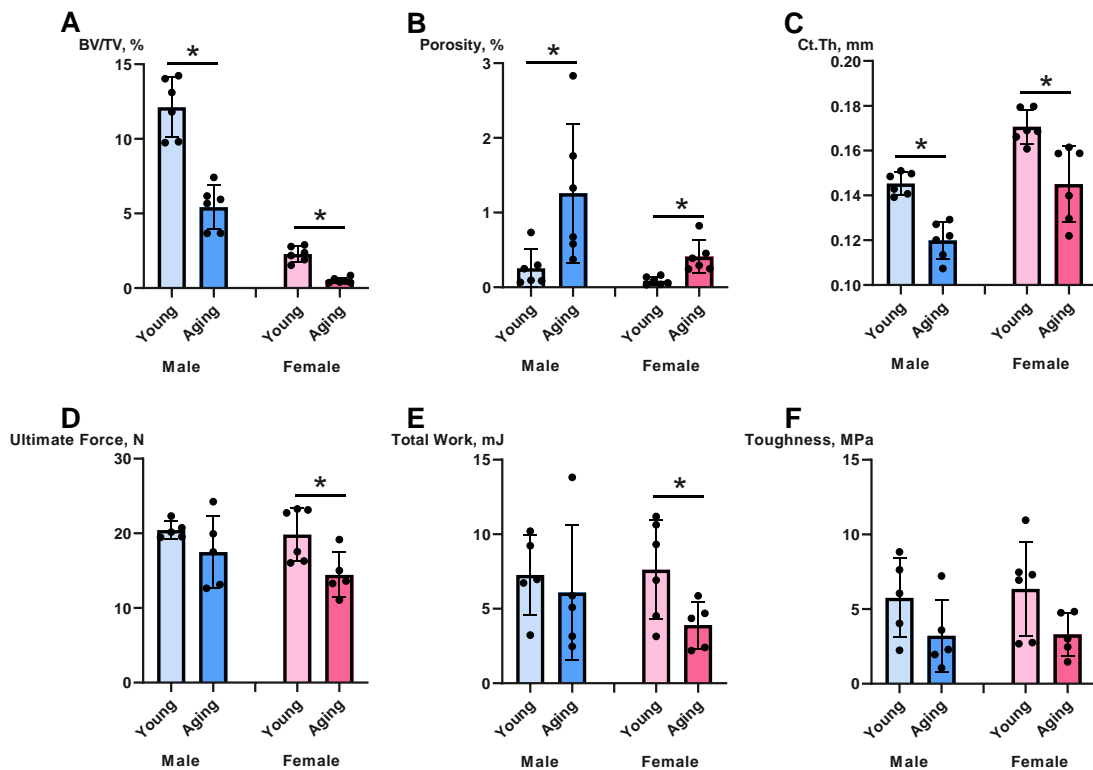 A
BV/TV, %
*
*
15
10
5
0
Young
Aging
Young
Aging
Male
Female
B
Porosity, %
*
*
3
2
1
0
Young
Aging
Young
Aging
Male
Female
C
Ct.Th, mm
*
*
0.20
0.18
0.16
0.14
0.12
0.10
Young
Aging
Young
Aging
Male
Female
D
Ultimate Force, N
*
30
20
10
0
Young
Aging
Young
Aging
Male
Female
E
Total Work, mJ
*
15
10
5
0
Young
Aging
Young
Aging
Male
Female
F
Toughness, MPa
15
10
5
0
Young
Aging
Young
Aging
Male
Female